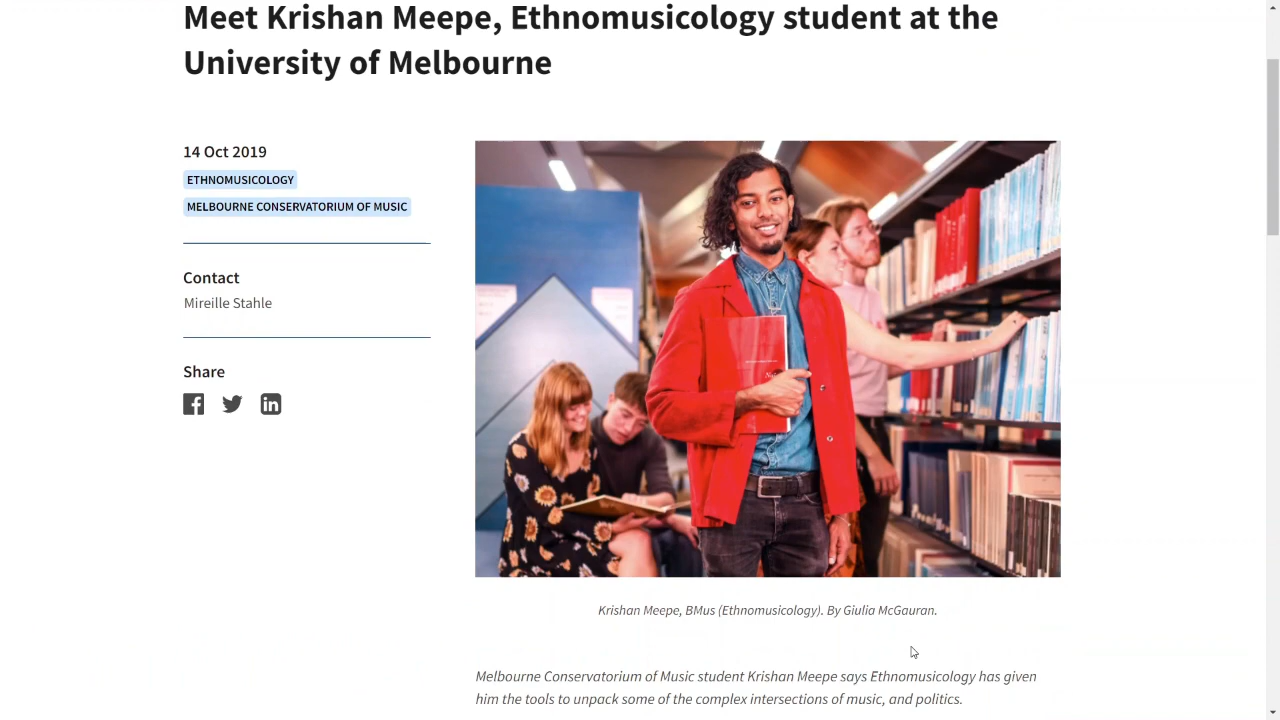 Meet Krishan Meepe, Ethnomusicology student at the
University of Melbourne
14 Oct 2019
ETHNOMUSICOLOGY
MELBOURNE CONSERVATORIUM OF MUSIC
Contact
Mireille Stahle
Share
Krishan Meepe, BMus (Ethnomusicology). By Giulia McGauran.
Melbourne Conservatorium of Music student Krishan Meepe says Ethnomusicology has given
him the tools to unpack some of the complex intersections of music, and politics.